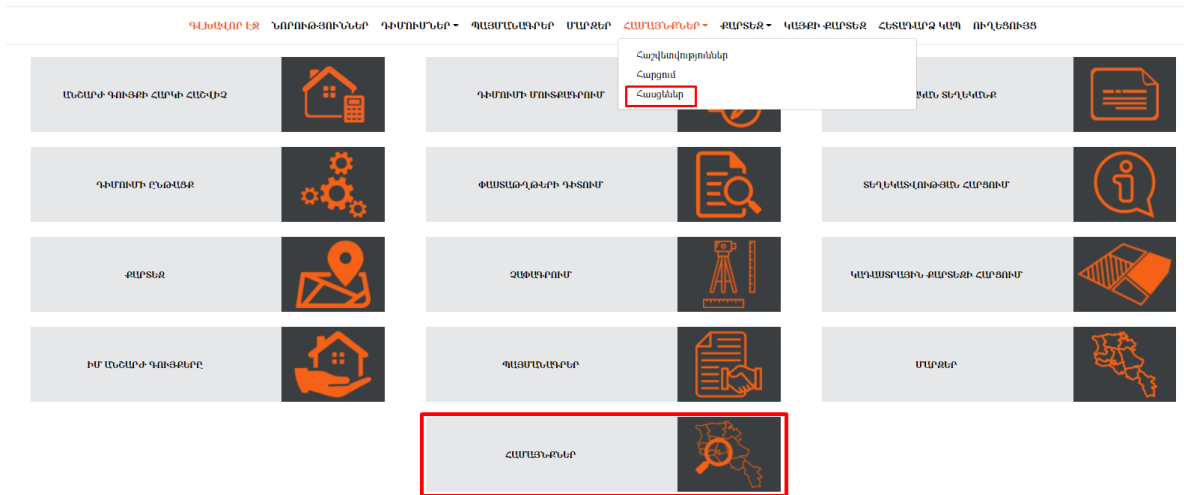 ԳԼԽԱՎՈՐ ԷՋ ՆՈՐՈՒԹՅՈՒՆՆԵՐ ԴԻՄՈՒՄՆԵՐ ՊԱՅՄԱՆԱԳՐԵՐ ՄԱՐԶԵՐ ՀԱՄԱՅՆՔՆԵՐ ՔԱՐՏԵԶ ԿԱՅՔԻ ՔԱՐՏԵԶ ՀԵՏԱԴԱՐՁ ԿԱՊ ՈՒՂԵՑՈՒՅՑ
Հաշվետվություններ
Հարցում
Հասցեներ
ԱՆՇԱՐԺ ԳՈՒՅՔԻ ՀԱՐԿԻ ՀԱՇՎԻՉ
ԴԻՄՈՒՄԻ ՄՈՒՏՔԱԳՐՈՒՄ
ՏԵՂԵԿԱՆՔ
ԴԻՄՈՒՄԻ ԸՆԹԱՑՔ
ՓԱՍՏԱԹՂԹԵՐԻ ԴԻՏՈՒՄ
ՏԵՂԵԿԱՏՎՈՒԹՅԱՆ ՀԱՐՑՈՒՄ
ՔԱՐՏԵԶ
ՉԱՓԱԳՐՈՒՄ
ԿԱԴԱՍՏՐԱՅԻՆ ՔԱՐՏԵԶԻ ՀԱՐՑՈՒՄ
ԻՄ ԱՆՇԱՐԺ ԳՈՒՅՔԵՐԸ
ՊԱՅՄԱՆԱԳՐԵՐ
ՄԱՐԶԵՐ
ՀԱՄԱՅՆՔՆԵՐ